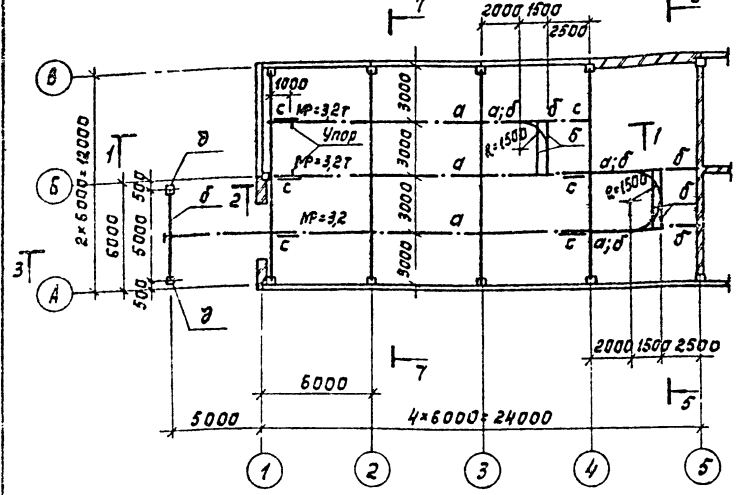 7
2000 1500
2500
В
1000
3000
с
МР=3,2т
а
а;б
б
с
Упор
R=1500
Б
1
1
д
3000
МР=3,2т
с
с
а;б
б
Б
2×6000=12000
6000
500
5000
500
б
2
МР=3,2
3000
а
R=1500
б
с
с
а;б
б
3
А
д
3000
2000 1500 2500
7
6000
5
5000
4×6000=24000
1
2
3
4
5